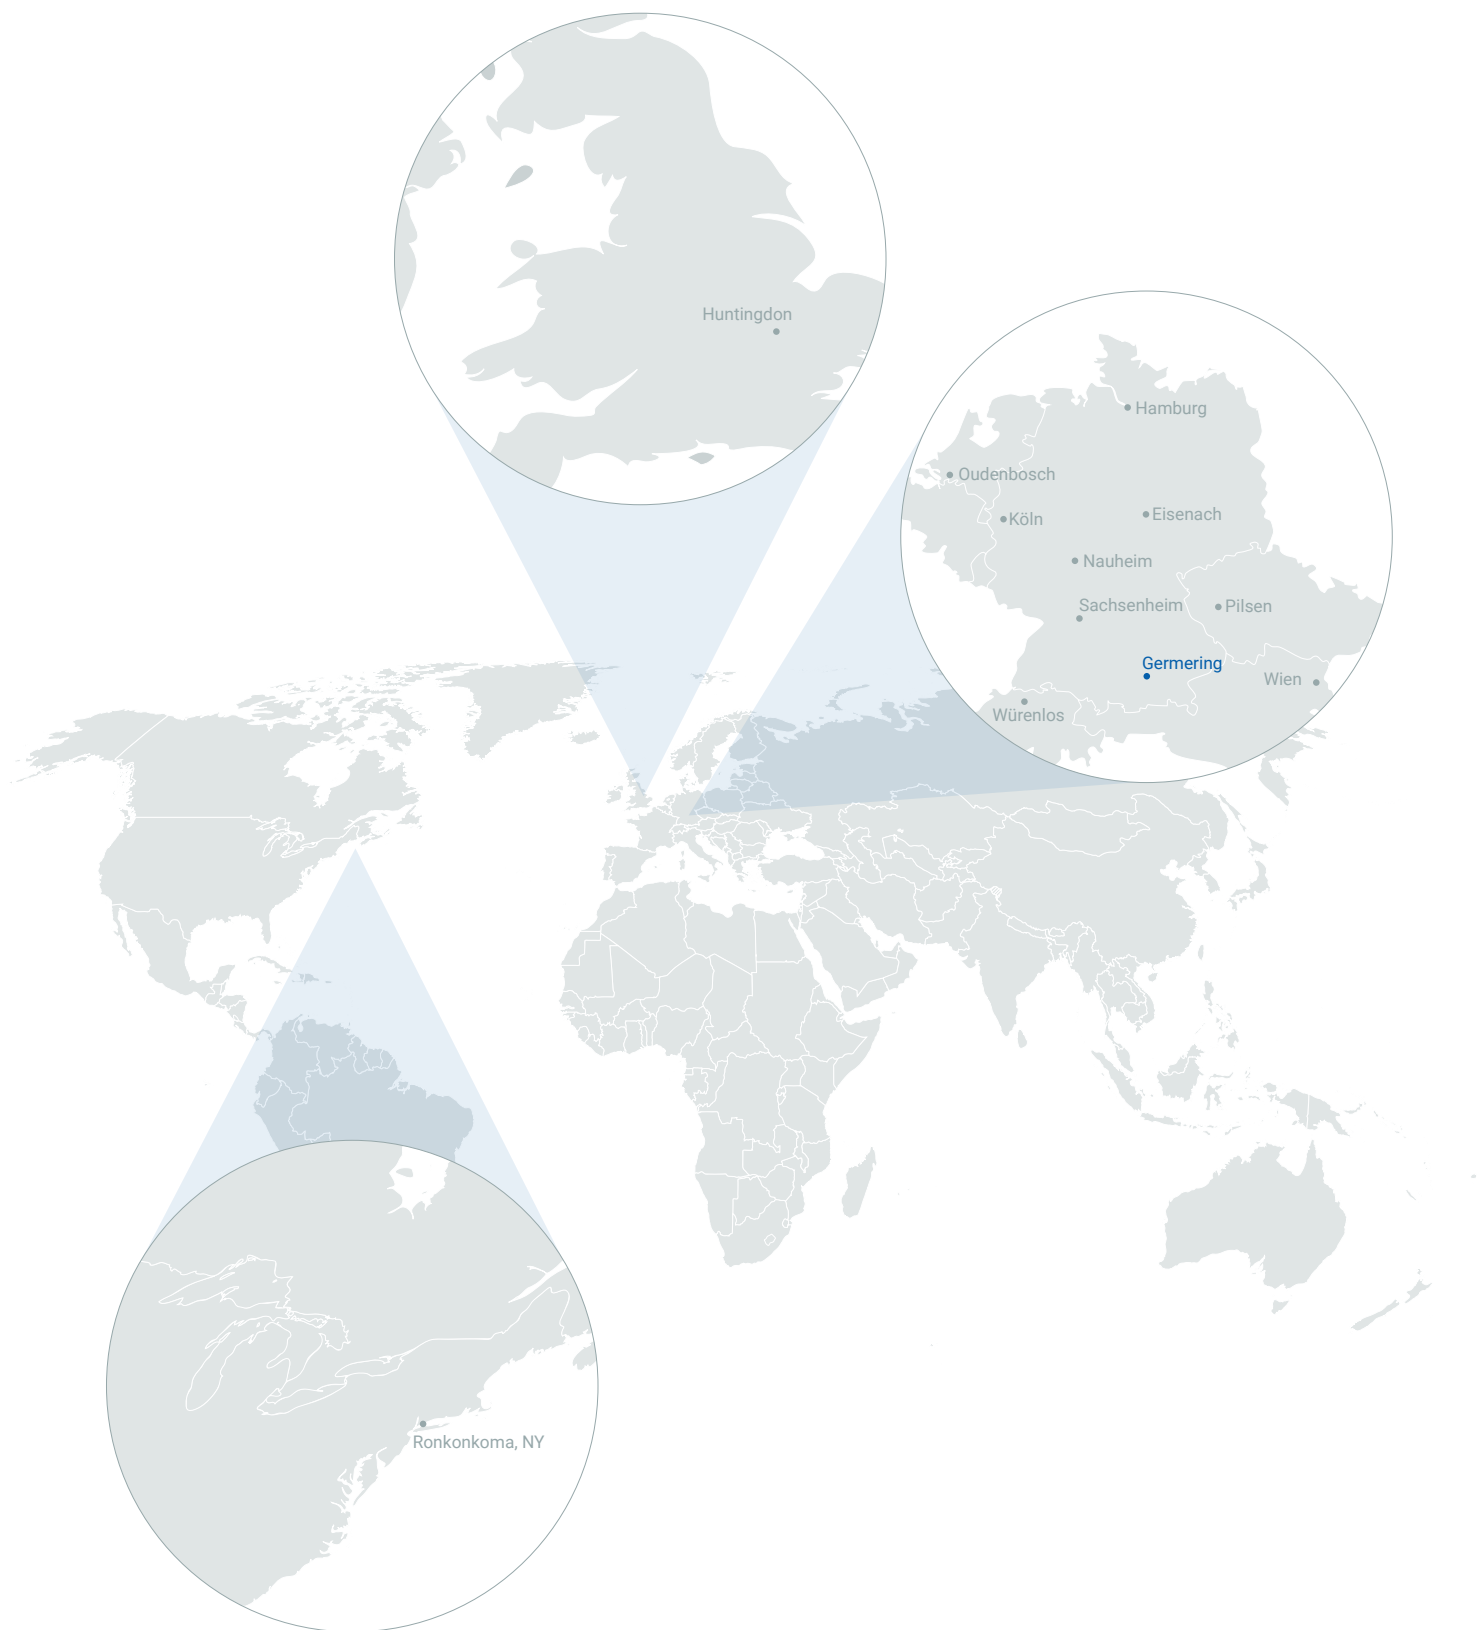 Huntingdon
Hamburg
Oudenbosch
Köln
Eisenach
Nauheim
Sachsenheim
Pilsen
Germering
Wien
Würenlos
Ronkonkoma, NY